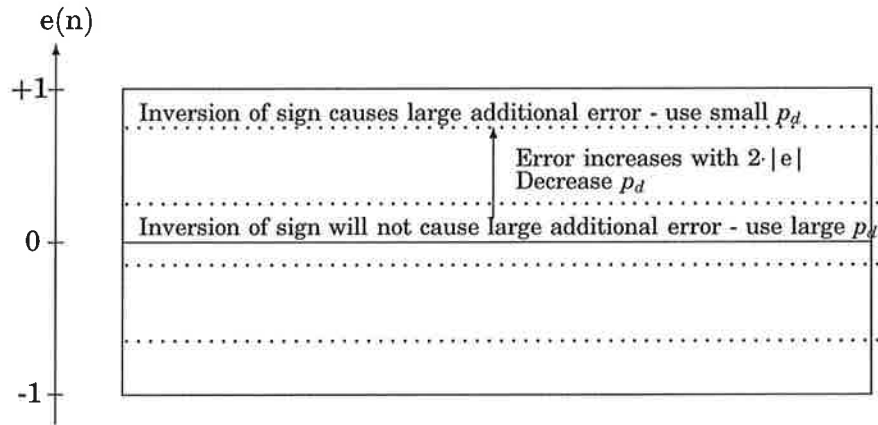 e(n)
+1
Inversion of sign causes large additional error - use small p_d
Error increases with 2·|e|
Decrease p_d
Inversion of sign will not cause large additional error - use large p_d
0
-1